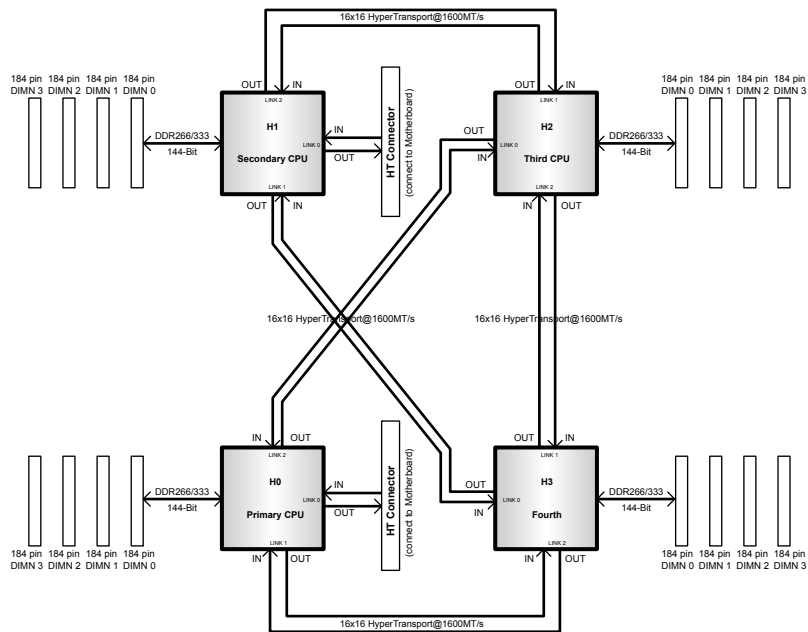 16x16 HyperTransport@1600MT/s
184 pin 184 pin 184 pin 184 pin
DIMN 3 DIMN 2 DIMN 1 DIMN 0
OUT IN
LINK 2
H1
Secondary CPU
LINK 0
LINK 1
DDR266/333
144-Bit
IN
OUT
HT Connector
(connect to Motherboard)
OUT IN
OUT IN
LINK 1
H2
Third CPU
LINK 0
LINK 2
OUT
IN
DDR266/333
144-Bit
IN OUT
184 pin 184 pin 184 pin 184 pin
DIMN 0 DIMN 1 DIMN 2 DIMN 3
16x16 HyperTransport@1600MT/s
16x16 HyperTransport@1600MT/s
IN OUT
LINK 2
H0
Primary CPU
LINK 0
LINK 1
DDR266/333
144-Bit
IN
OUT
HT Connector
(connect to Motherboard)
IN OUT
184 pin 184 pin 184 pin 184 pin
DIMN 3 DIMN 2 DIMN 1 DIMN 0
OUT IN
LINK 1
H3
Fourth
LINK 0
LINK 2
OUT
IN
DDR266/333
144-Bit
IN OUT
184 pin 184 pin 184 pin 184 pin
DIMN 0 DIMN 1 DIMN 2 DIMN 3
16x16 HyperTransport@1600MT/s